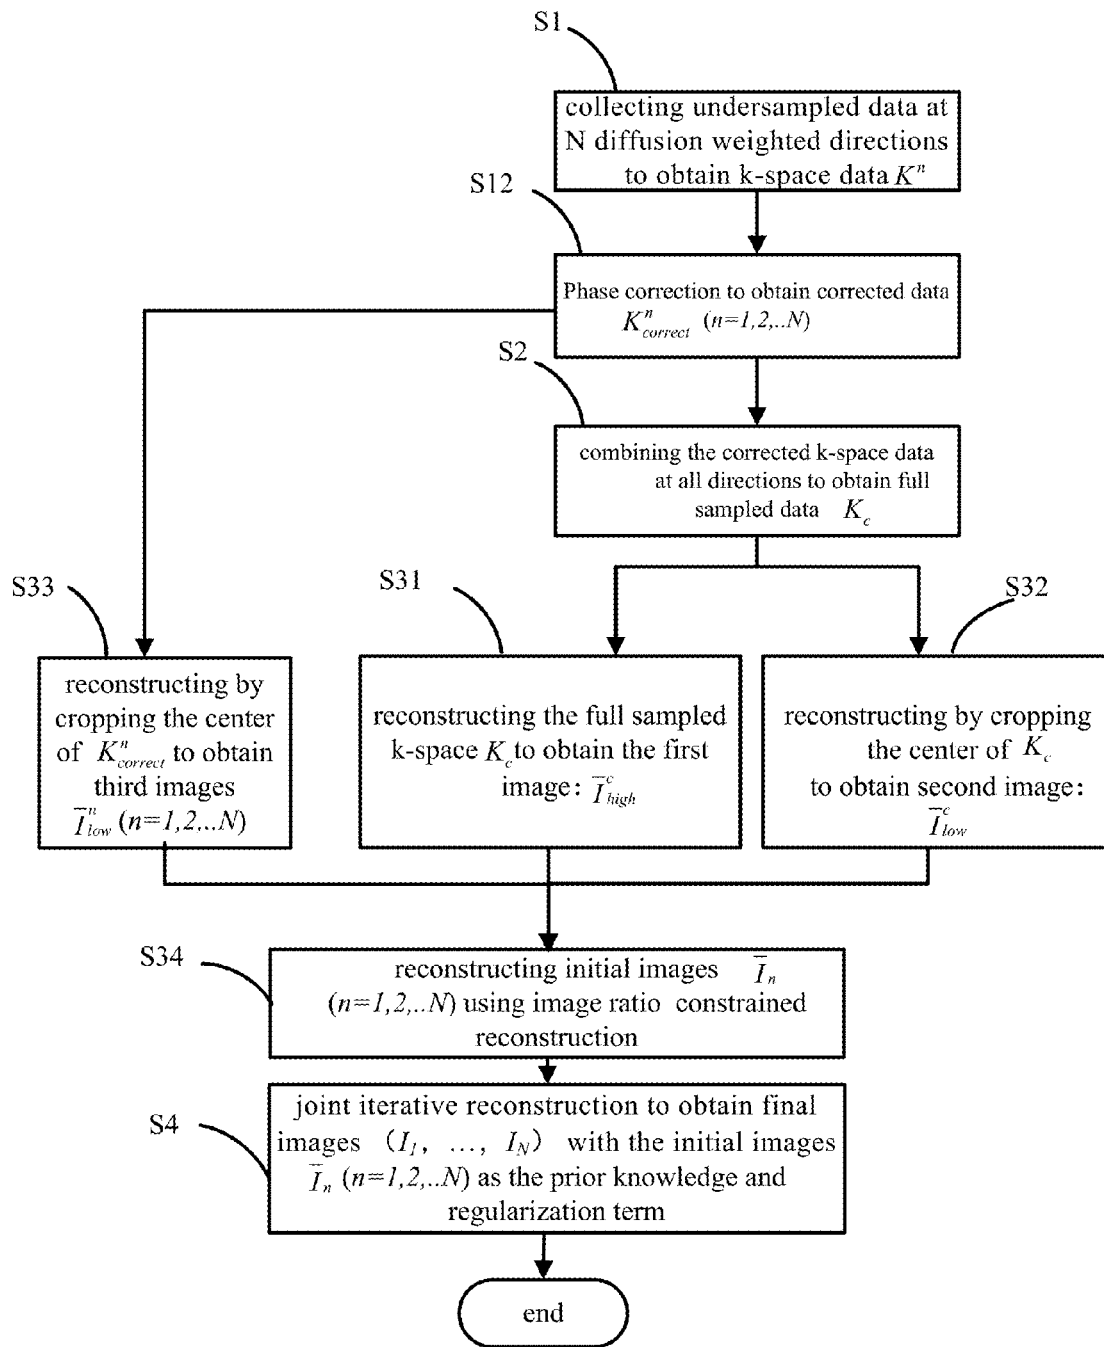 S1
collecting undersampled data at
N diffusion weighted directions
to obtain k-space data K^n
S12
Phase correction to obtain corrected data
K^n_correct (n=1,2,..N)
S2
combining the corrected k-space data
at all directions to obtain full
sampled data K_c
S33
reconstructing by
cropping the center
of K^n_correct to obtain
third images
Ī^n_low (n=1,2,..N)
S31
reconstructing the full sampled
k-space K_c to obtain the first
image: Ī^c_high
S32
reconstructing by cropping
the center of K_c
to obtain second image:
Ī^c_low
S34
reconstructing initial images Ī_n
(n=1,2,..N) using image ratio constrained
reconstruction
S4
joint iterative reconstruction to obtain final
images (I_1, ..., I_N) with the initial images
Ī_n (n=1,2,..N) as the prior knowledge and
regularization term
end